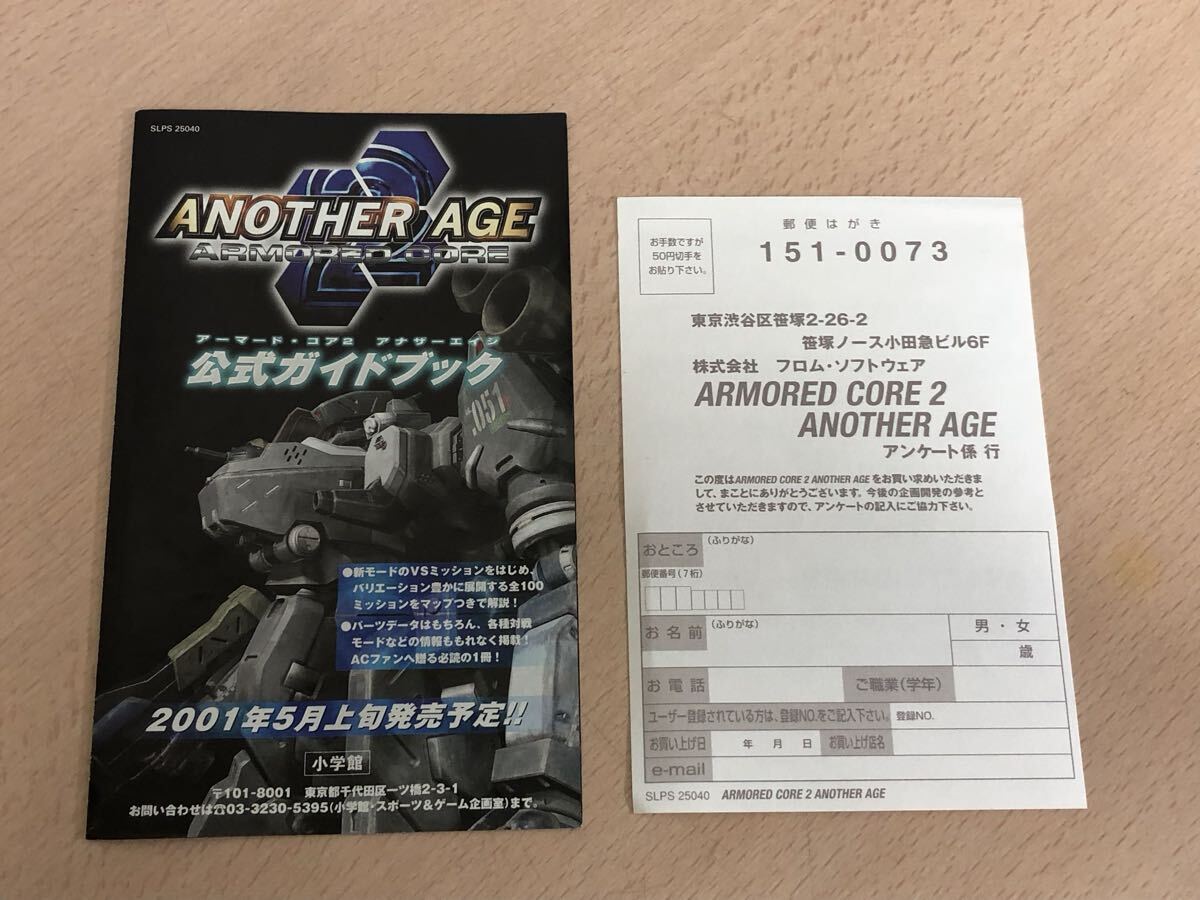 SLPS 25040
ANOTHER AGE
ARMORED CORE
2
アーマード・コア2 アナザーエイジ
公式ガイドブック
051
●新モードのVSミッションをはじめ、
バリエーション豊かに展開する全100
ミッションをマップつきで解説!
●パーツデータはもちろん、各種対戦
モードなどの情報ももれなく掲載!
ACファンへ贈る必読の1冊!
2001年5月上旬発売予定!!
小学館
〒101-8001 東京都千代田区一ツ橋2-3-1
お問い合わせは☎03-3230-5395(小学館・スポーツ&ゲーム企画室)まで。
お手数ですが
50円切手を
お貼り下さい。
郵便はがき
151-0073
東京渋谷区笹塚2-26-2
笹塚ノース小田急ビル6F
株式会社 フロム・ソフトウェア
ARMORED CORE 2
ANOTHER AGE
アンケート係 行
この度はARMORED CORE 2 ANOTHER AGEをお買い求めいただきま
して、まことにありがとうございます。今後の企画開発の参考と
させていただきますので、アンケートの記入にご協力下さい。
おところ (ふりがな)
郵便番号(7桁)
お名前 (ふりがな)
男・女
歳
お電話 ご職業(学年)
ユーザー登録されている方は、登録NO.をご記入下さい。 登録NO.
お買い上げ日 年 月 日 お買い上げ店名
e-mail
SLPS 25040 ARMORED CORE 2 ANOTHER AGE